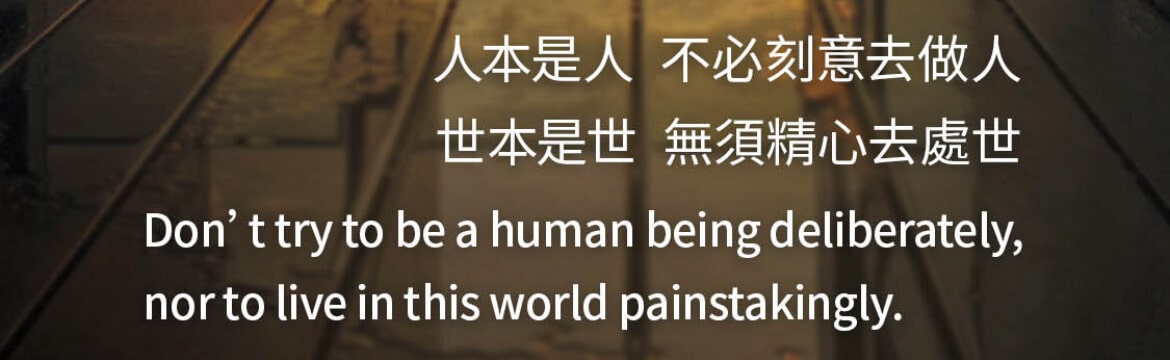 人本是人 不必刻意去做人
世本是世 無須精心去處世
Don’t try to be a human being deliberately,
nor to live in this world painstakingly.